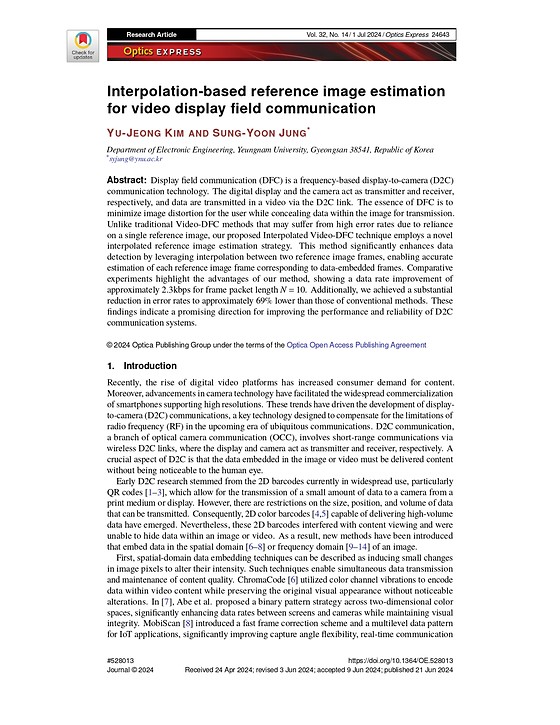 Check for
updates
Research Article
Vol. 32, No. 14 / 1 Jul 2024 / Optics Express 24643
Optics EXPRESS
Interpolation-based reference image estimation
for video display field communication
YU-JEONG KIM AND SUNG-YOON JUNG*
Department of Electronic Engineering, Yeungnam University, Gyeongsan 38541, Republic of Korea
*syjung@ynu.ac.kr
Abstract: Display field communication (DFC) is a frequency-based display-to-camera (D2C)
communication technology. The digital display and the camera act as transmitter and receiver,
respectively, and data are transmitted in a video via the D2C link. The essence of DFC is to
minimize image distortion for the user while concealing data within the image for transmission.
Unlike traditional Video-DFC methods that may suffer from high error rates due to reliance
on a single reference image, our proposed Interpolated Video-DFC technique employs a novel
interpolated reference image estimation strategy. This method significantly enhances data
detection by leveraging interpolation between two reference image frames, enabling accurate
estimation of each reference image frame corresponding to data-embedded frames. Comparative
experiments highlight the advantages of our method, showing a data rate improvement of
approximately 2.3kbps for frame packet length N = 10. Additionally, we achieved a substantial
reduction in error rates to approximately 69% lower than those of conventional methods. These
findings indicate a promising direction for improving the performance and reliability of D2C
communication systems.
© 2024 Optica Publishing Group under the terms of the Optica Open Access Publishing Agreement
1. Introduction
Recently, the rise of digital video platforms has increased consumer demand for content.
Moreover, advancements in camera technology have facilitated the widespread commercialization
of smartphones supporting high resolutions. These trends have driven the development of display-
to-camera (D2C) communications, a key technology designed to compensate for the limitations of
radio frequency (RF) in the upcoming era of ubiquitous communications. D2C communication,
a branch of optical camera communication (OCC), involves short-range communications via
wireless D2C links, where the display and camera act as transmitter and receiver, respectively. A
crucial aspect of D2C is that the data embedded in the image or video must be delivered content
without being noticeable to the human eye.
Early D2C research stemmed from the 2D barcodes currently in widespread use, particularly
QR codes [1–3], which allow for the transmission of a small amount of data to a camera from a
print medium or display. However, there are restrictions on the size, position, and volume of data
that can be transmitted. Consequently, 2D color barcodes [4,5] capable of delivering high-volume
data have emerged. Nevertheless, these 2D barcodes interfered with content viewing and were
unable to hide data within image or video. As a result, new methods have been introduced
that embed data in the spatial domain [6–8] or frequency domain [9–14] of an image.
First, spatial-domain data embedding techniques can be described as inducing small changes
in image pixels to alter their intensity. Such techniques enable simultaneous data transmission
and maintenance of content quality. ChromaCode [6] utilized color channel vibrations to encode
data within video content while preserving the original visual appearance without noticeable
alterations. In [7], Abe et al. proposed a binary pattern strategy across two-dimensional color
spaces, significantly enhancing data rates between screens and cameras while maintaining visual
integrity. MobiScan [8] introduced a fast frame correction scheme and a multilevel data pattern
for IoT applications, significantly improving capture angle flexibility, real-time communication
#528013
https://doi.org/10.1364/OE.528013
Journal © 2024
Received 24 Apr 2024; revised 3 Jun 2024; accepted 9 Jun 2024; published 21 Jun 2024